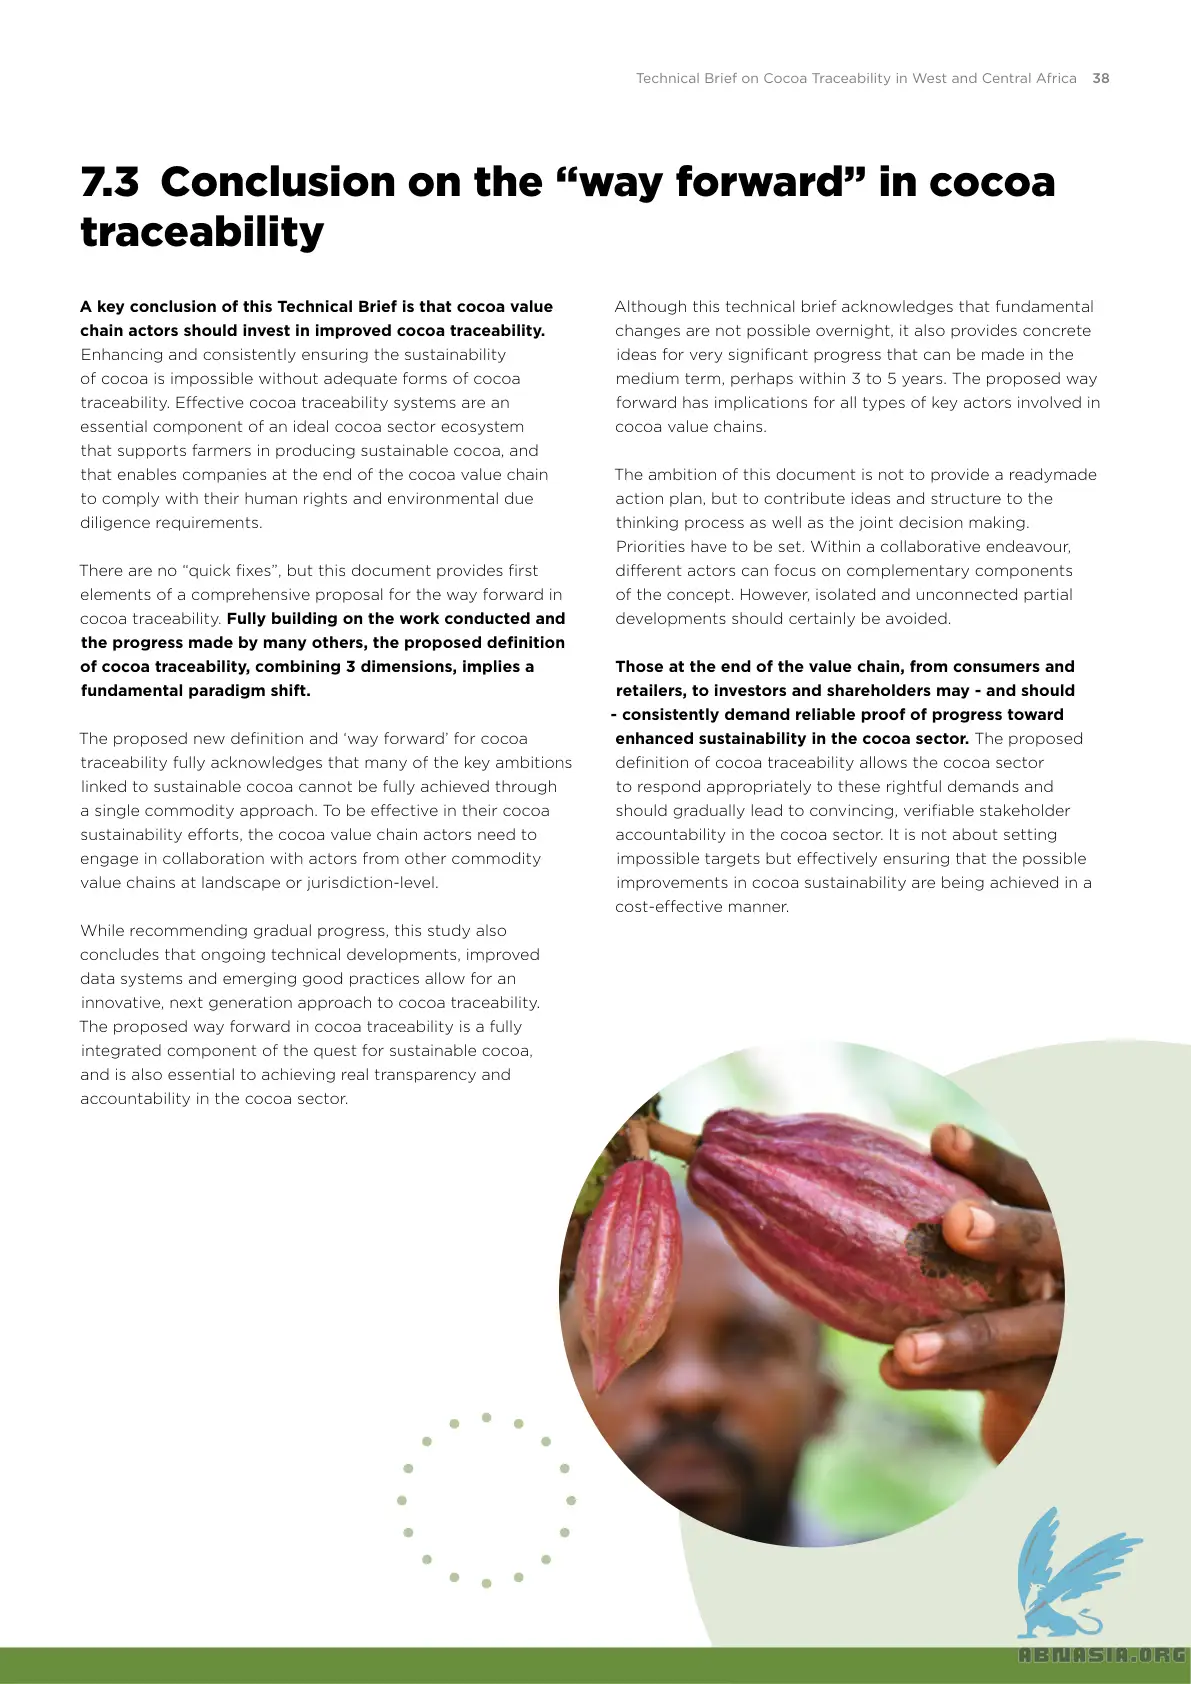 Technical Brief on Cocoa Traceability in West and Central Africa 38
7.3 Conclusion on the “way forward” in cocoa
traceability
A key conclusion of this Technical Brief is that cocoa value
chain actors should invest in improved cocoa traceability.
Enhancing and consistently ensuring the sustainability
of cocoa is impossible without adequate forms of cocoa
traceability. Effective cocoa traceability systems are an
essential component of an ideal cocoa sector ecosystem
that supports farmers in producing sustainable cocoa, and
that enables companies at the end of the cocoa value chain
to comply with their human rights and environmental due
diligence requirements.
There are no “quick fixes”, but this document provides first
elements of a comprehensive proposal for the way forward in
cocoa traceability. Fully building on the work conducted and
the progress made by many others, the proposed definition
of cocoa traceability, combining 3 dimensions, implies a
fundamental paradigm shift.
The proposed new definition and ‘way forward’ for cocoa
traceability fully acknowledges that many of the key ambitions
linked to sustainable cocoa cannot be fully achieved through
a single commodity approach. To be effective in their cocoa
sustainability efforts, the cocoa value chain actors need to
engage in collaboration with actors from other commodity
value chains at landscape or jurisdiction-level.
While recommending gradual progress, this study also
concludes that ongoing technical developments, improved
data systems and emerging good practices allow for an
innovative, next generation approach to cocoa traceability.
The proposed way forward in cocoa traceability is a fully
integrated component of the quest for sustainable cocoa,
and is also essential to achieving real transparency and
accountability in the cocoa sector.
Although this technical brief acknowledges that fundamental
changes are not possible overnight, it also provides concrete
ideas for very significant progress that can be made in the
medium term, perhaps within 3 to 5 years. The proposed way
forward has implications for all types of key actors involved in
cocoa value chains.
The ambition of this document is not to provide a readymade
action plan, but to contribute ideas and structure to the
thinking process as well as the joint decision making.
Priorities have to be set. Within a collaborative endeavour,
different actors can focus on complementary components
of the concept. However, isolated and unconnected partial
developments should certainly be avoided.
Those at the end of the value chain, from consumers and
retailers, to investors and shareholders may - and should
- consistently demand reliable proof of progress toward
enhanced sustainability in the cocoa sector. The proposed
definition of cocoa traceability allows the cocoa sector
to respond appropriately to these rightful demands and
should gradually lead to convincing, verifiable stakeholder
accountability in the cocoa sector. It is not about setting
impossible targets but effectively ensuring that the possible
improvements in cocoa sustainability are being achieved in a
cost-effective manner.
ABNASIA.ORG